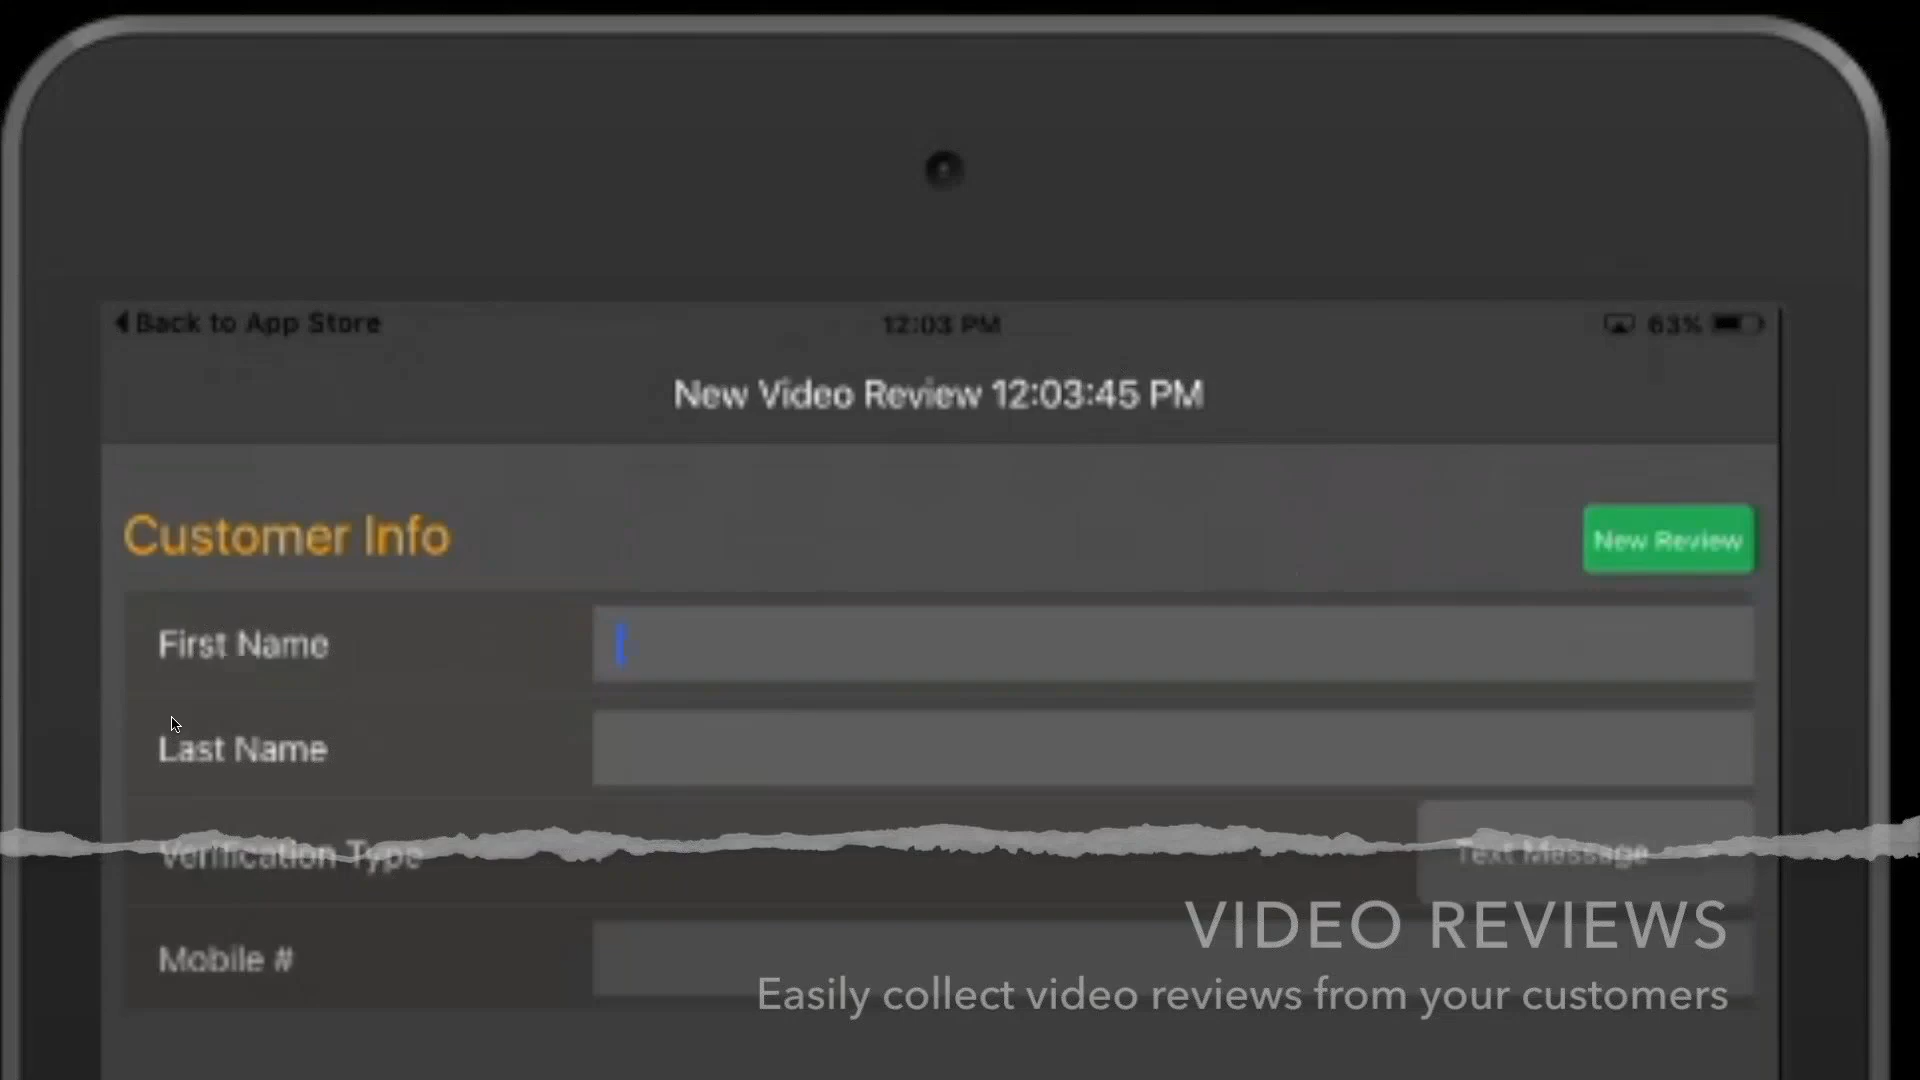 Back to App Store
12:03 PM
63%
New Video Review 12:03:45 PM
Customer Info
New Review
First Name
Last Name
Verification Type
Text Message
Mobile #
VIDEO REVIEWS
Easily collect video reviews from your customers